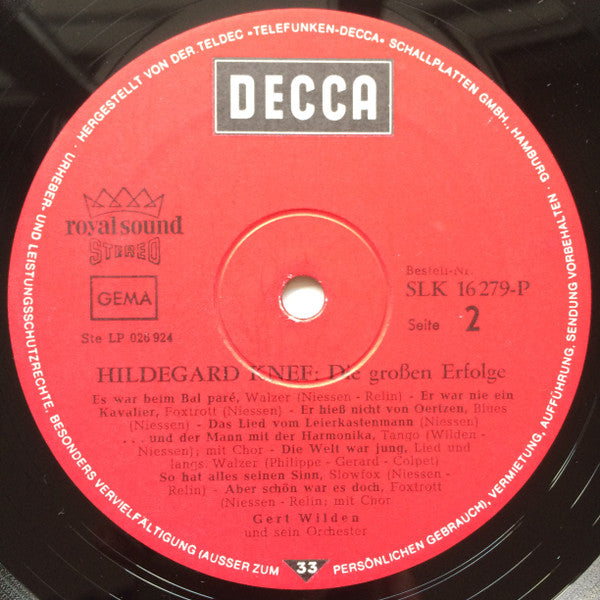 URHEBER- UND LEISTUNGSSCHUTZRECHTE. BESONDERS VERVIELFÄLTIGUNG (AUSSER ZUM PERSÖNLICHEN GEBRAUCH), VERMIETUNG, AUFFÜHRUNG, SENDUNG VORBEHALTEN · HERGESTELLT VON DER TELDEC »TELEFUNKEN-DECCA« SCHALLPLATTEN GMBH., HAMBURG
DECCA
royal sound
STEREO
GEMA
Ste LP 026 924
Bestell-Nr.
SLK 16 279-P
Seite 2
HILDEGARD KNEF: Die großen Erfolge
Es war beim Bal paré, Walzer (Niessen - Relin) - Er war nie ein
Kavalier, Foxtrott (Niessen) - Er hieß nicht von Oertzen, Blues
(Niessen) - Das Lied vom Leierkastenmann (Niessen)
... und der Mann mit der Harmonika, Tango (Wilden -
Niessen); mit Chor - Die Welt war jung, Lied und
langs. Walzer (Philippe - Gerard - Colpet)
So hat alles seinen Sinn, Slowfox (Niessen -
Relin) - Aber schön war es doch, Foxtrott
(Niessen - Relin; mit Chor
Gert Wilden
und sein Orchester
33